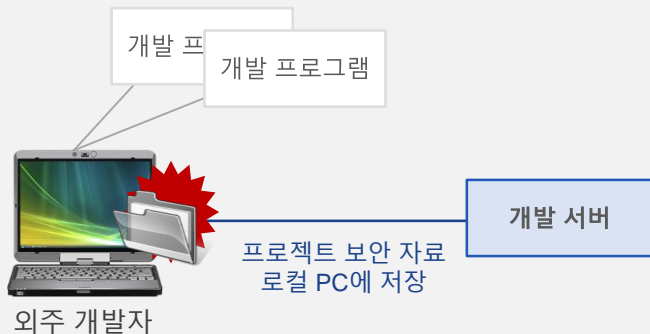 개발 프
개발 프로그램
개발 서버
프로젝트 보안 자료
로컬 PC에 저장
외주 개발자